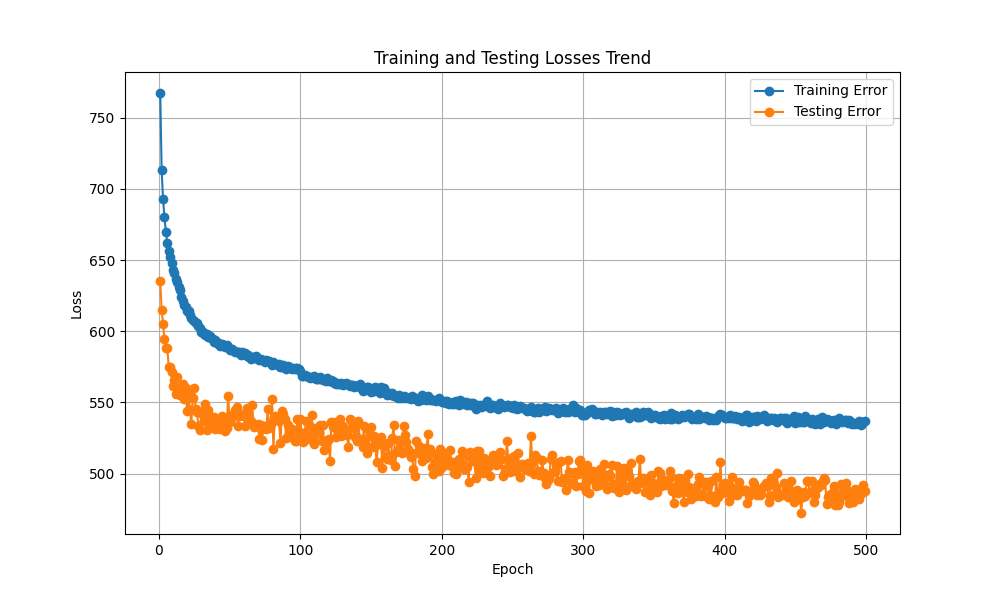 Training and Testing Losses Trend
Training Error
Testing Error
750
700
650
600
550
500
Loss
0 100 200 300 400 500
Epoch